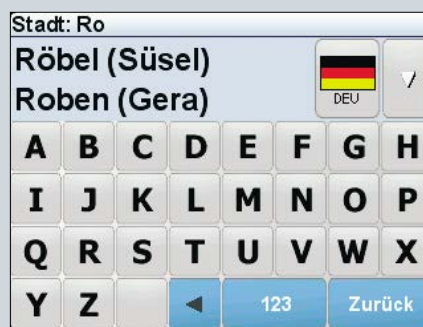 Stadt: Ro
Röbel (Süsel)
Roben (Gera)
DEU
A B C D E F G H
I J K L M N O P
Q R S T U V W X
Y Z 123 Zurück